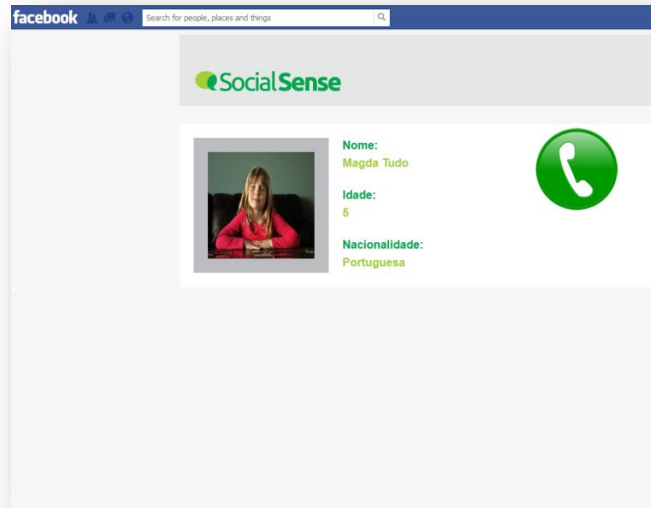 facebook
Search for people, places and things
SocialSense
Nome:
Magda Tudo
Idade:
5
Nacionalidade:
Portuguesa